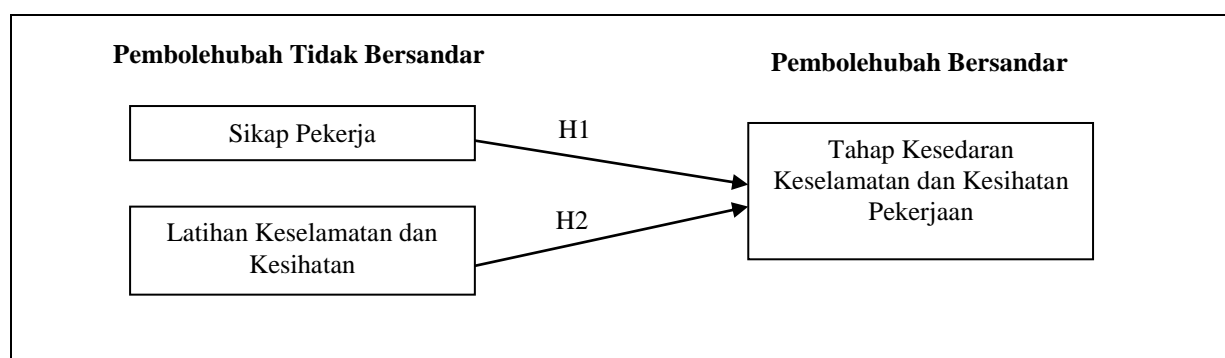 Pembolehubah Tidak Bersandar
Pembolehubah Bersandar
Sikap Pekerja
H1
Tahap Kesedaran
Keselamatan dan Kesihatan
Pekerjaan
Latihan Keselamatan dan
Kesihatan
H2